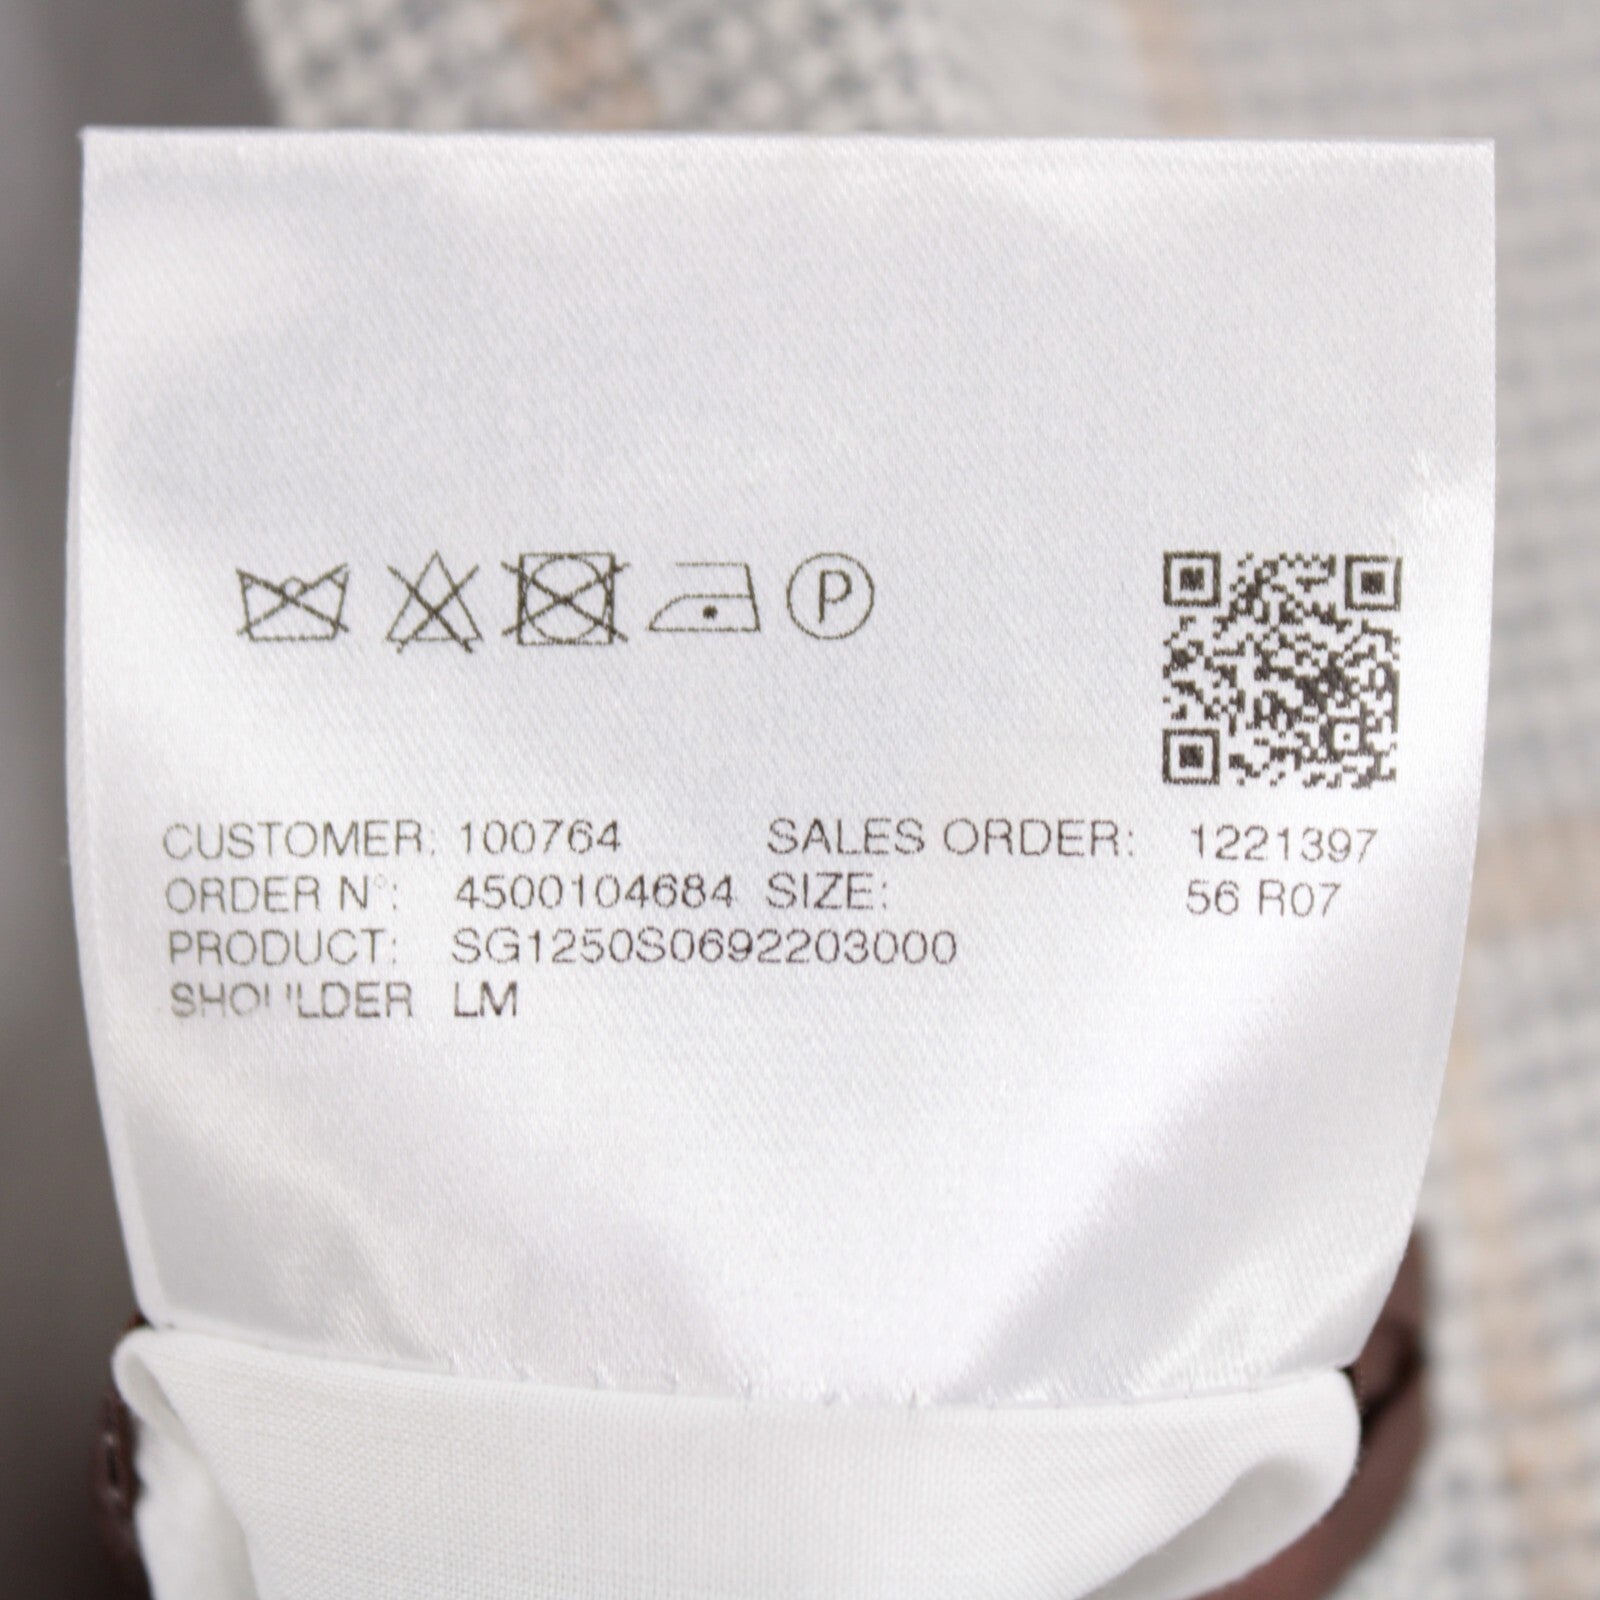 P
CUSTOMER: 100764 SALES ORDER: 1221397
ORDER N°: 4500104684 SIZE: 56 R07
PRODUCT: SG1250S0692203000
SHOULDER LM